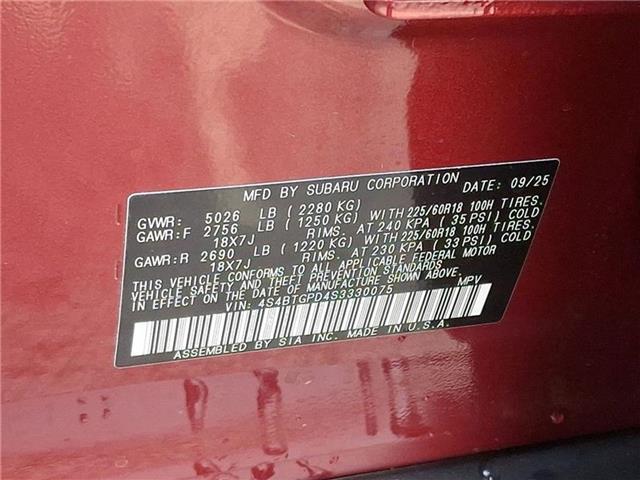 MFD BY SUBARU CORPORATION DATE: 09/25
GVWR: 5026 LB ( 2280 KG)
GAWR:F 2756 LB ( 1250 KG) WITH 225/60R18 100H TIRES.
18X7J RIMS. AT 240 KPA ( 35 PSI) COLD
GAWR:R 2690 LB ( 1220 KG) WITH 225/60R18 100H TIRES.
18X7J RIMS. AT 230 KPA ( 33 PSI) COLD
THIS VEHICLE CONFORMS TO ALL APPLICABLE FEDERAL MOTOR
VEHICLE SAFETY AND THEFT PREVENTION STANDARDS
IN EFFECT ON THE DATE OF MANUFACTURE SHOWN ABOVE.
VIN: 4S4BTGPD4S3330075 MPV
ASSEMBLED BY SIA INC. MADE IN U.S.A.